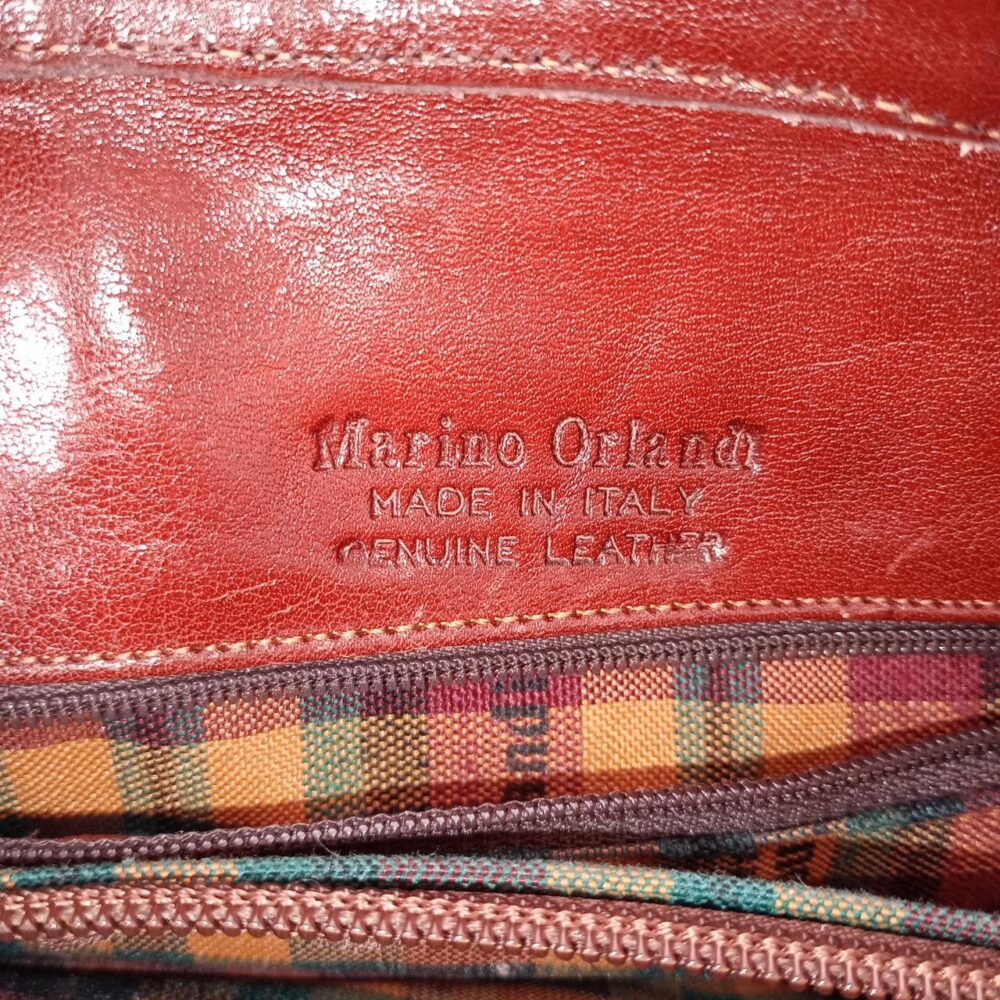 Marino Orlandi
MADE IN ITALY
GENUINE LEATHER